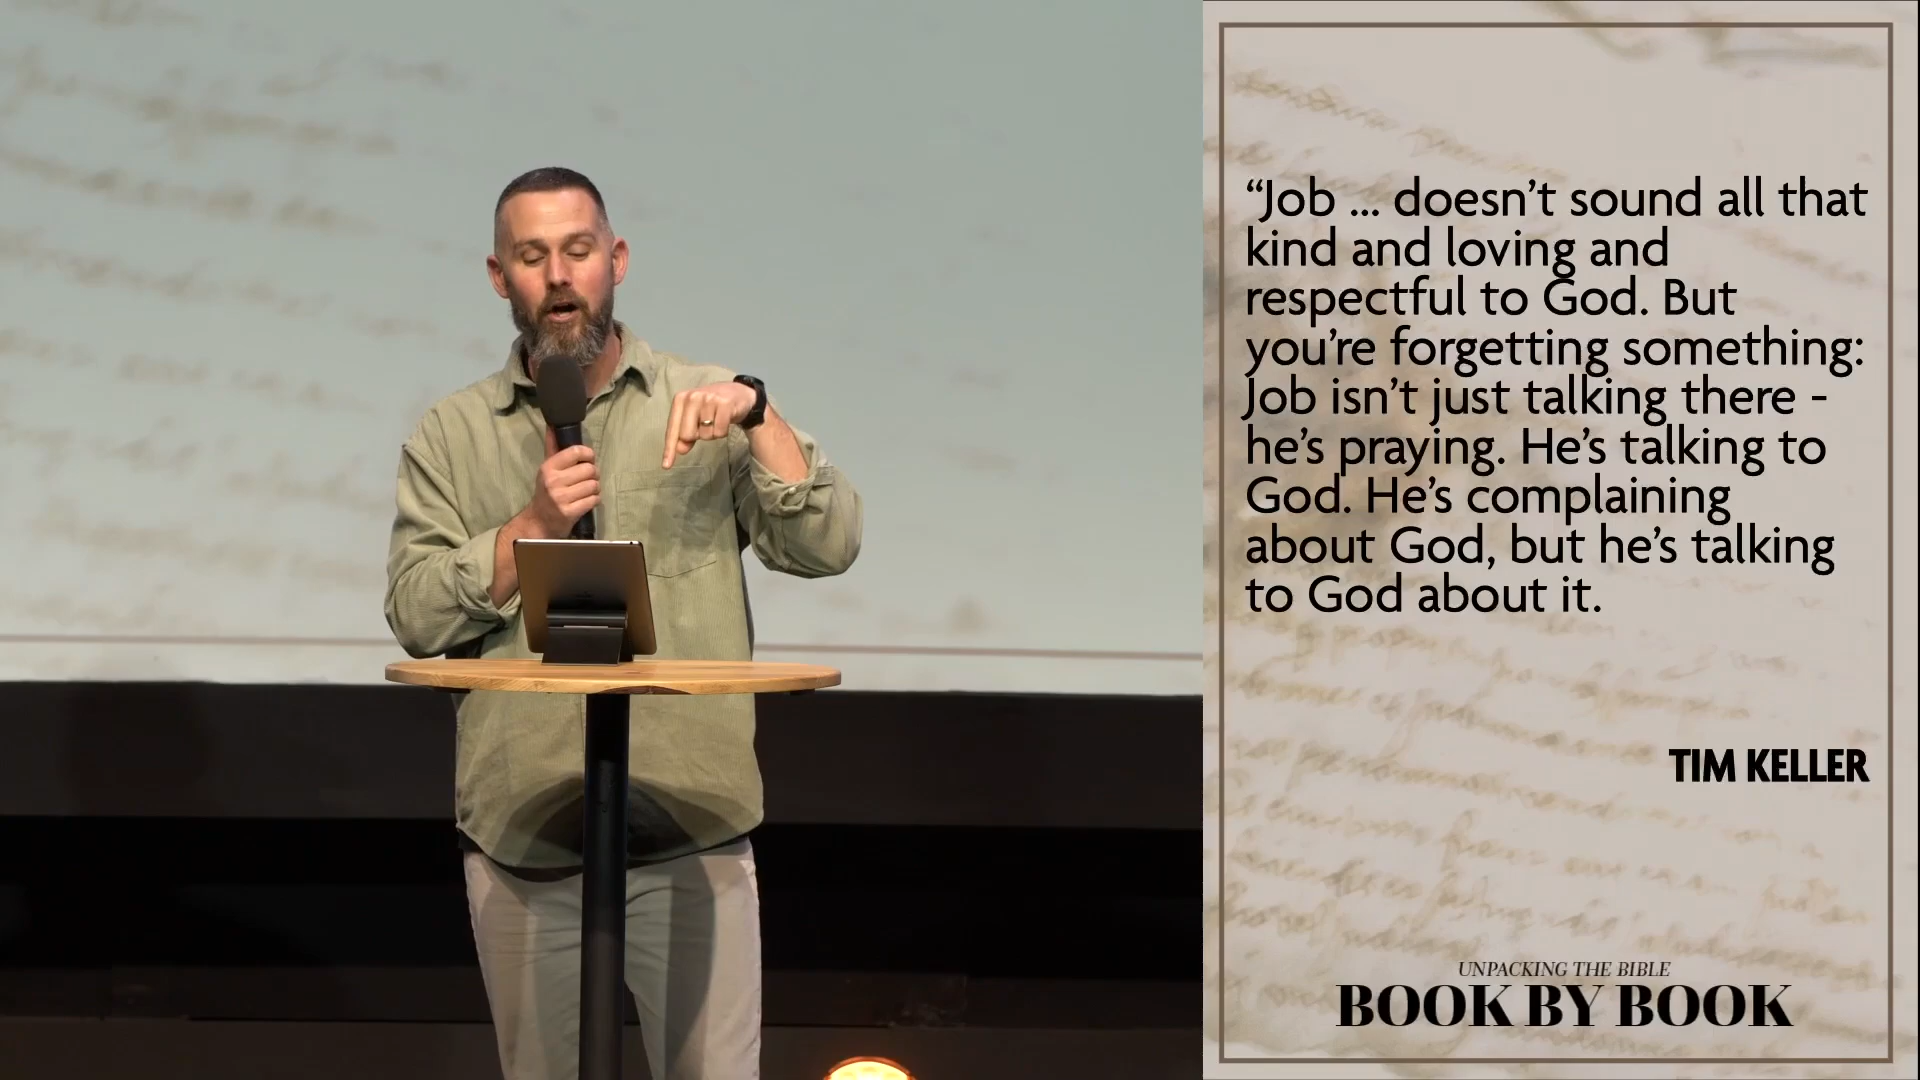 “Job ... doesn’t sound all that
kind and loving and
respectful to God. But
you’re forgetting something:
Job isn’t just talking there -
he’s praying. He’s talking to
God. He’s complaining
about God, but he’s talking
to God about it.
TIM KELLER
UNPACKING THE BIBLE
BOOK BY BOOK